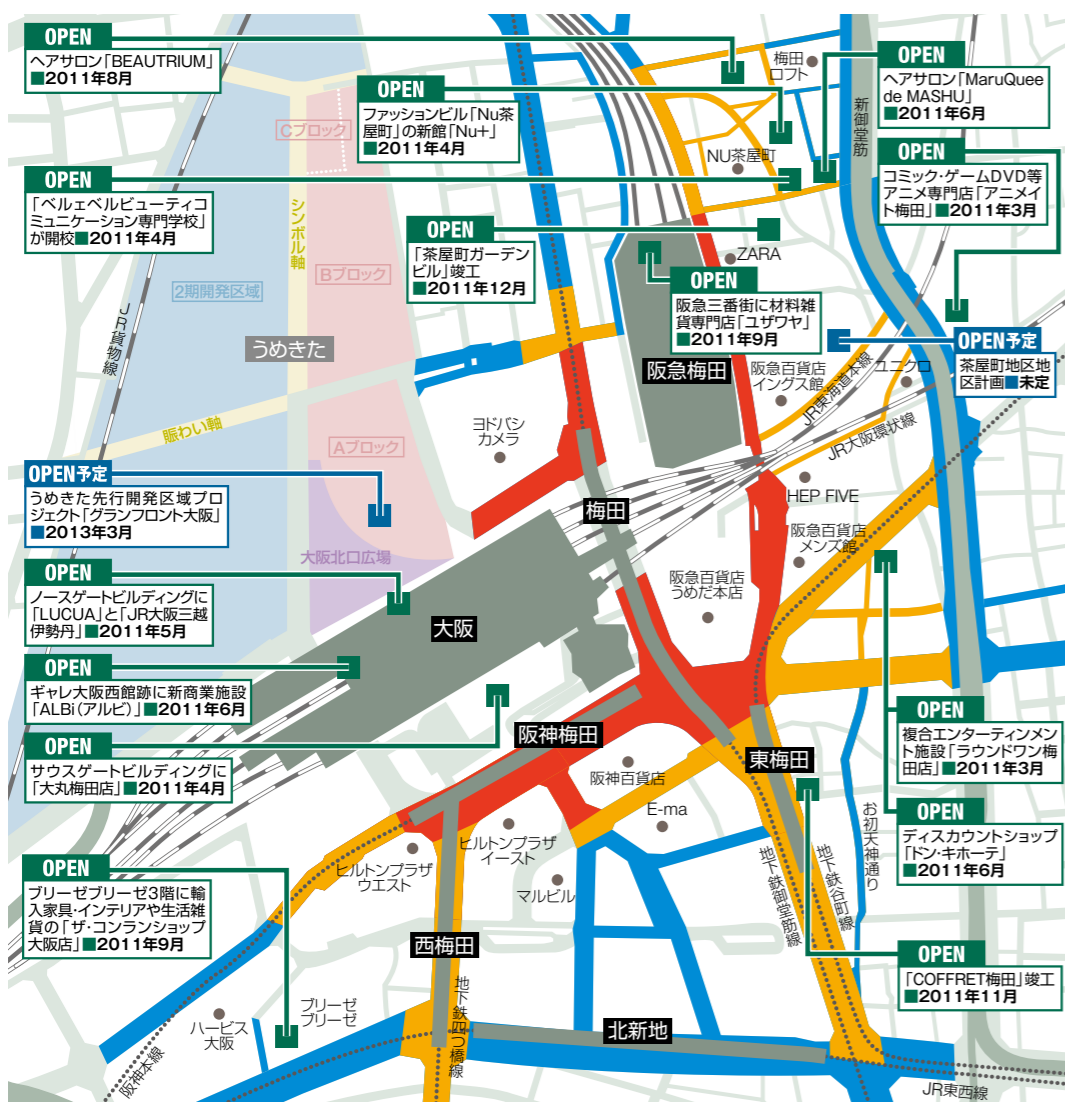 OPEN
ヘアサロン「BEAUTRIUM」
■2011年8月
OPEN
ファッションビル「Nu茶
屋町」の新館「Nu+」
■2011年4月
梅田
ロフト
OPEN
ヘアサロン「MaruQuee
de MASHU」
■2011年6月
新御堂筋
Cブロック
NU茶屋町
OPEN
コミック・ゲームDVD等
アニメ専門店「アニメイ
ト梅田」■2011年3月
OPEN
「ベルェベルビューティコ
ミュニケーション専門学校」
が開校■2011年4月
シンボル軸
OPEN
「茶屋町ガーデン
ビル」竣工
■2011年12月
ZARA
Bブロック
2期開発区域
OPEN
阪急三番街に材料雑
貨専門店「ユザワヤ」
■2011年9月
JR貨物線
うめきた
OPEN予定
茶屋町地区地
区計画■未定
阪急梅田
阪急百貨店
イングス館
JR東海道本線
ユニクロ
賑わい軸
Aブロック
ヨドバシ
カメラ
JR大阪環状線
OPEN予定
うめきた先行開発区域プロ
ジェクト「グランフロント大阪」
■2013年3月
HEP FIVE
梅田
阪急百貨店
メンズ館
大阪北口広場
OPEN
ノースゲートビルディングに
「LUCUA」と「JR大阪三越
伊勢丹」■2011年5月
阪急百貨店
うめだ本店
大阪
OPEN
ギャレ大阪西館跡に新商業施設
「ALBi(アルビ)」■2011年6月
OPEN
複合エンターティンメン
ト施設「ラウンドワン梅
田店」■2011年3月
阪神梅田
OPEN
サウスゲートビルディングに
「大丸梅田店」■2011年4月
東梅田
阪神百貨店
E-ma
お初天神通り
OPEN
ディスカウントショップ
「ドン・キホーテ」
■2011年6月
ヒルトンプラザ
イースト
ヒルトンプラザ
ウエスト
マルビル
地下鉄御堂筋線
地下鉄谷町線
OPEN
ブリーゼブリーゼ3階に輸
入家具・インテリアや生活雑
貨の「ザ・コンランショップ
大阪店」■2011年9月
西梅田
OPEN
「COFFRET梅田」竣工
■2011年11月
地下鉄四つ橋線
ブリーゼ
ブリーゼ
ハービス
大阪
北新地
阪神本線
JR東西線